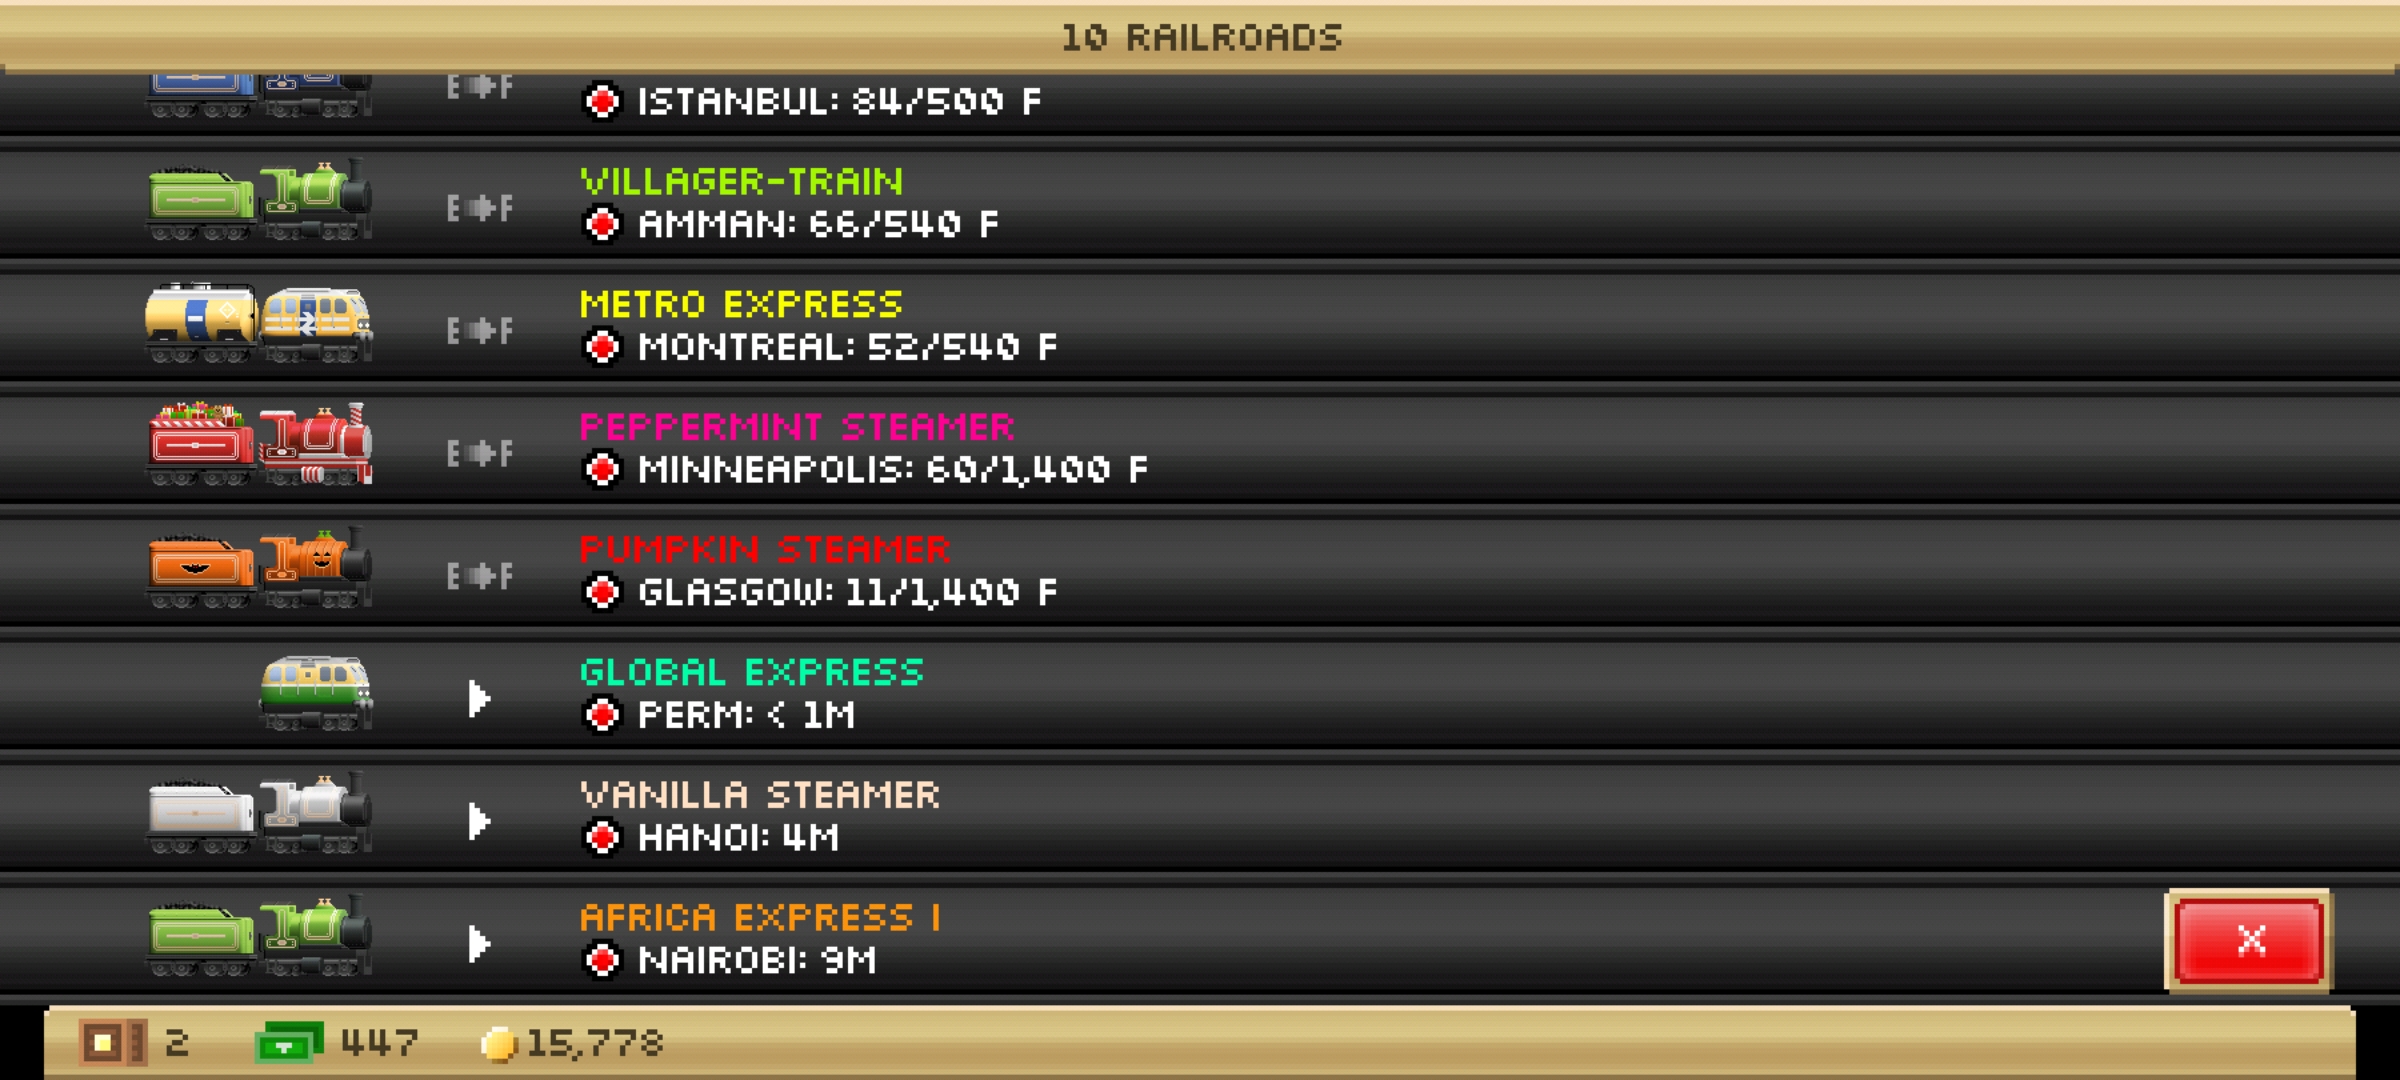 10 RAILROADS
E F
ISTANBUL: 84/500 F
VILLAGER-TRAIN
E F
AMMAN: 66/540 F
METRO EXPRESS
E F
MONTREAL: 52/540 F
PEPPERMINT STEAMER
E F
MINNEAPOLIS: 60/1,400 F
PUMPKIN STEAMER
E F
GLASGOW: 11/1,400 F
GLOBAL EXPRESS
PERM: < 1M
VANILLA STEAMER
HANOI: 4M
AFRICA EXPRESS I
NAIROBI: 9M
X
2 447 15,778